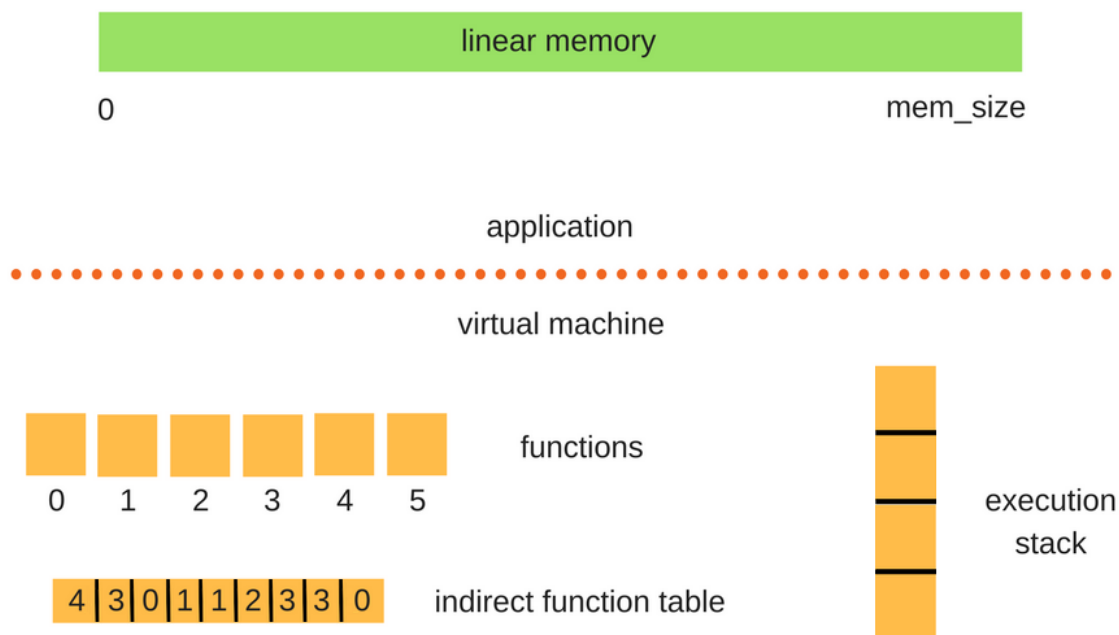 linear memory
0 mem_size
application
virtual machine
functions
0 1 2 3 4 5
execution
stack
4 3 0 1 1 2 3 3 0
indirect function table